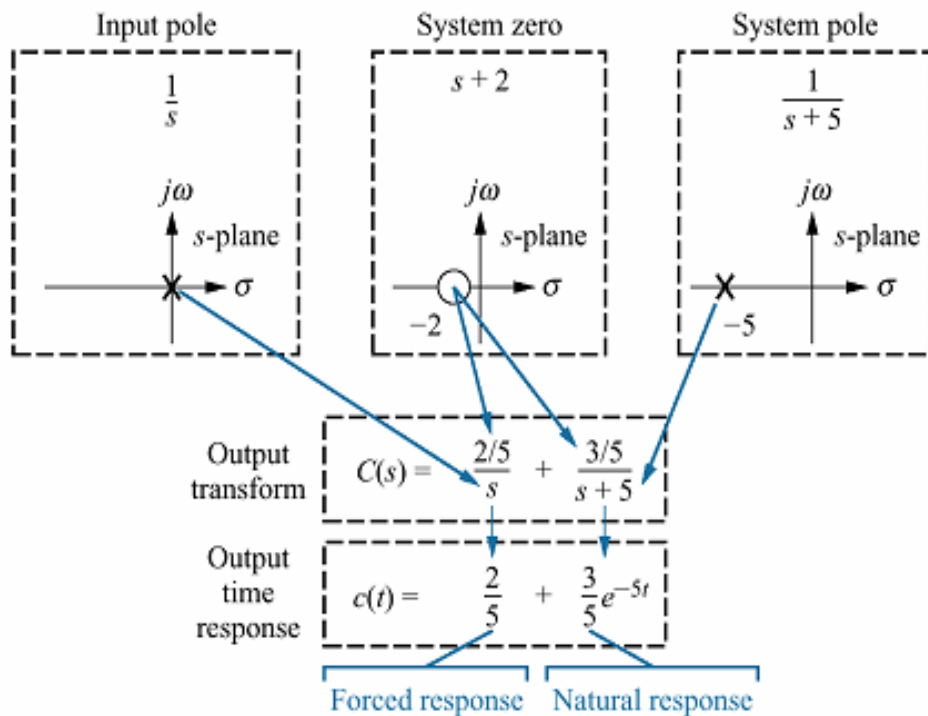 Input pole
System zero
System pole
1/s
s + 2
1/(s + 5)
jω
s-plane
σ
jω
s-plane
σ
−2
jω
s-plane
σ
−5
Output transform
C(s) = (2/5)/s + (3/5)/(s + 5)
Output time response
c(t) = 2/5 + 3/5 e^{−5t}
Forced response
Natural response